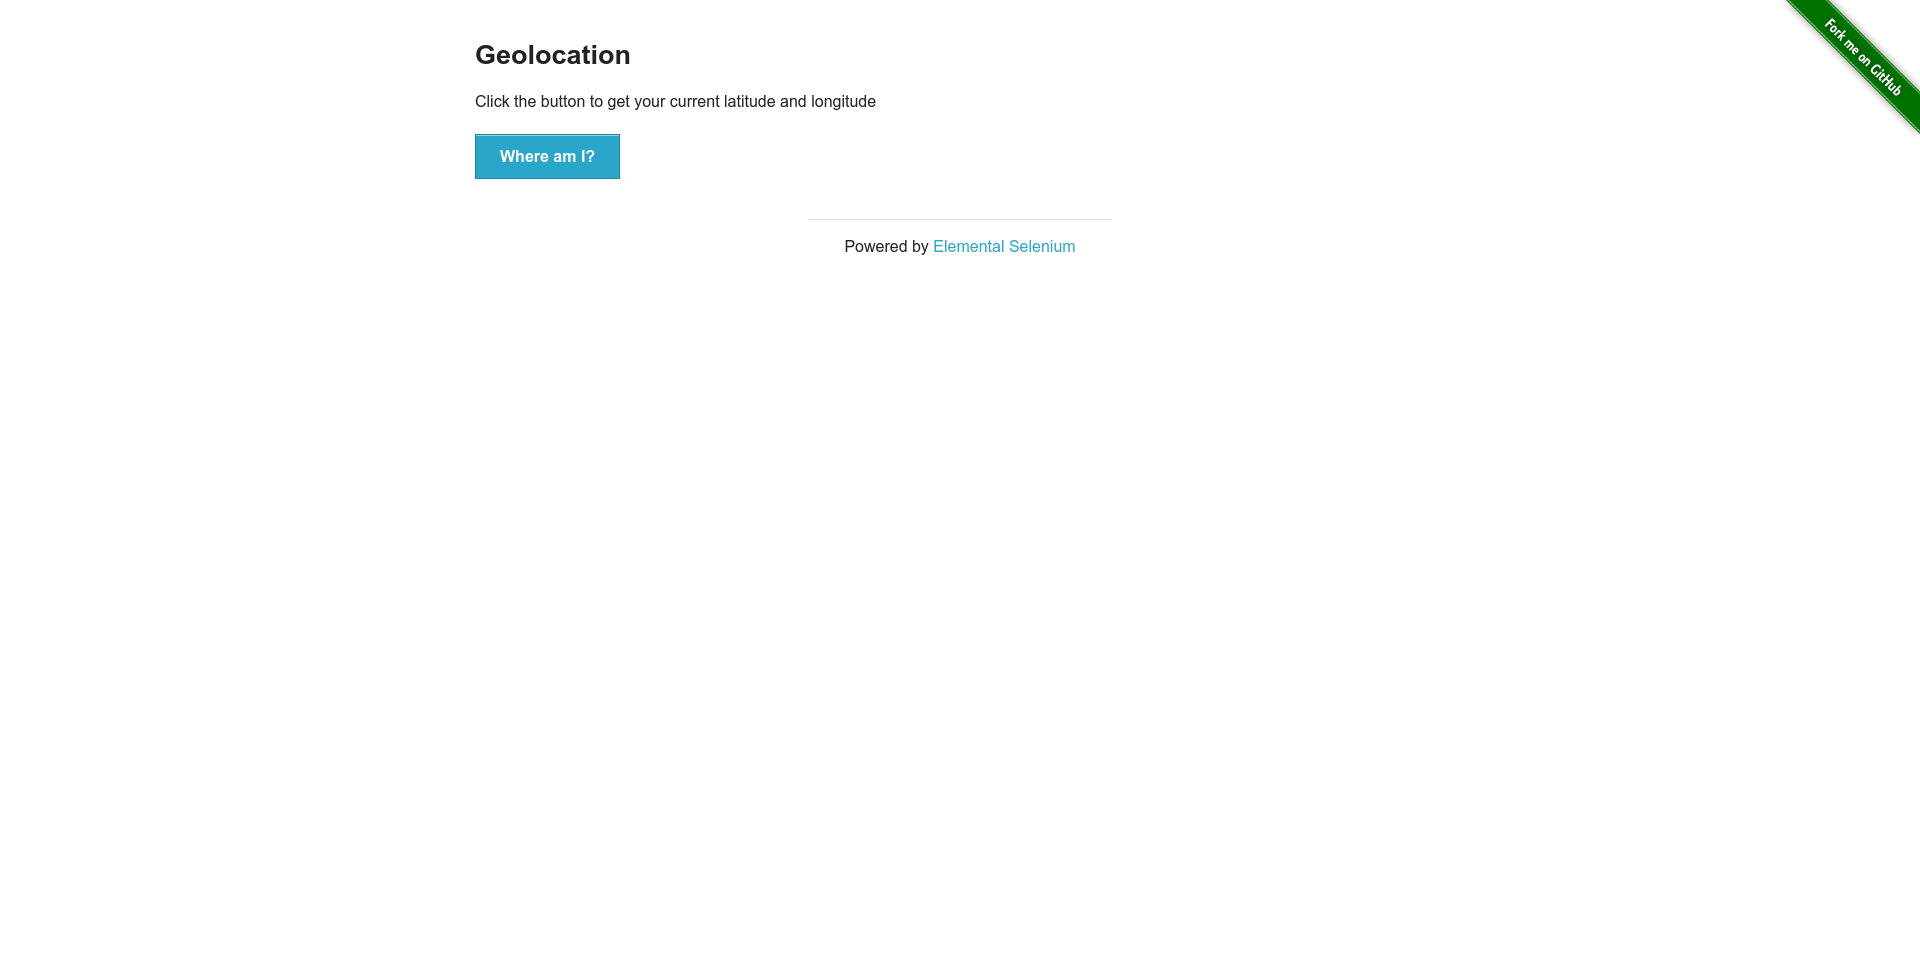 Geolocation
Click the button to get your current latitude and longitude
Where am I?
Powered by Elemental Selenium
Fork me on GitHub